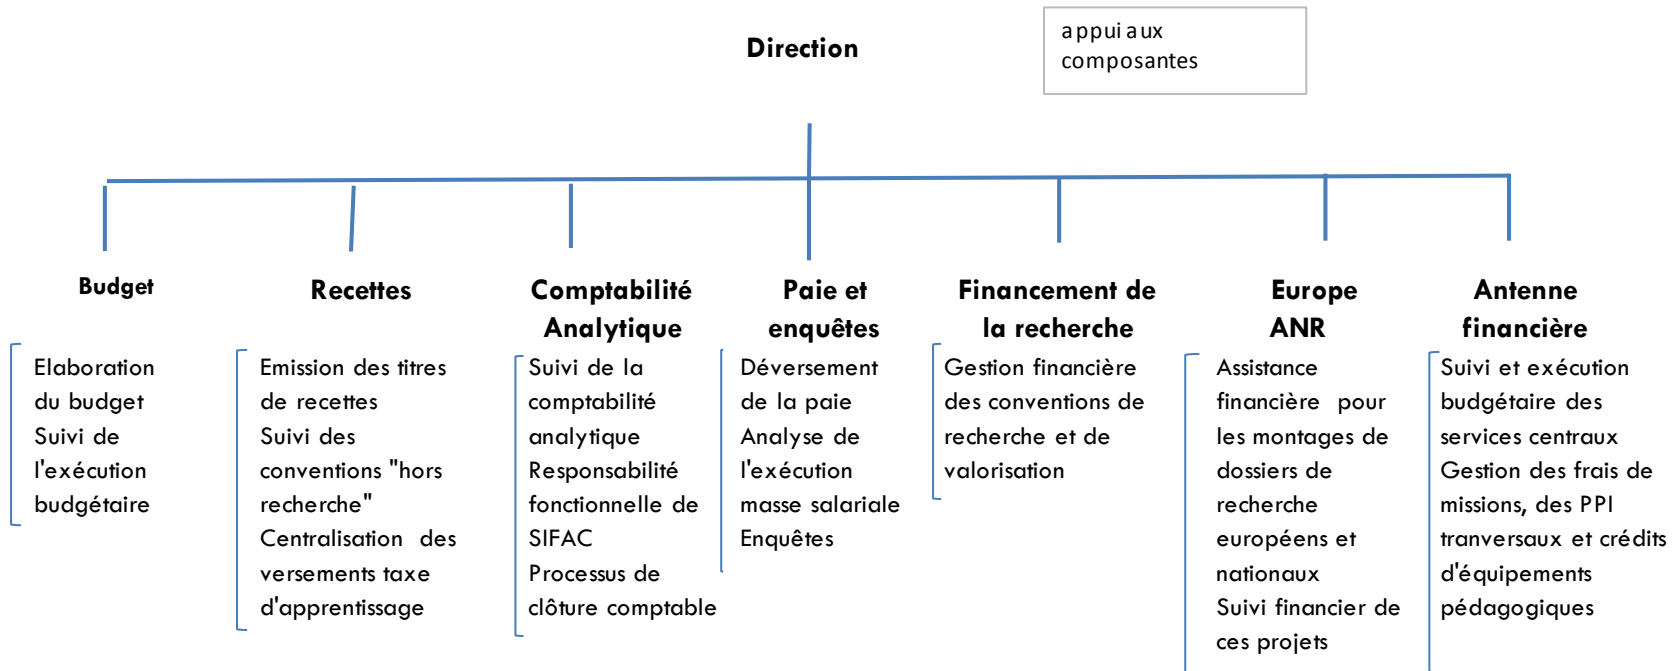 Direction
appui aux
composantes
Budget
Elaboration
du budget
Suivi de
l'exécution
budgétaire
Recettes
Emission des titres
de recettes
Suivi des
conventions "hors
recherche"
Centralisation des
versements taxe
d'apprentissage
Comptabilité
Analytique
Suivi de la
comptabilité
analytique
Responsabilité
fonctionnelle de
SIFAC
Processus de
clôture comptable
Paie et
enquêtes
Déversement
de la paie
Analyse de
l'exécution
masse salariale
Enquêtes
Financement de
la recherche
Gestion financière
des conventions de
recherche et de
valorisation
Europe
ANR
Assistance
financière pour
les montages de
dossiers de
recherche
européens et
nationaux
Suivi financier de
ces projets
Antenne
financière
Suivi et exécution
budgétaire des
services centraux
Gestion des frais de
missions, des PPI
tranversaux et crédits
d'équipements
pédagogiques